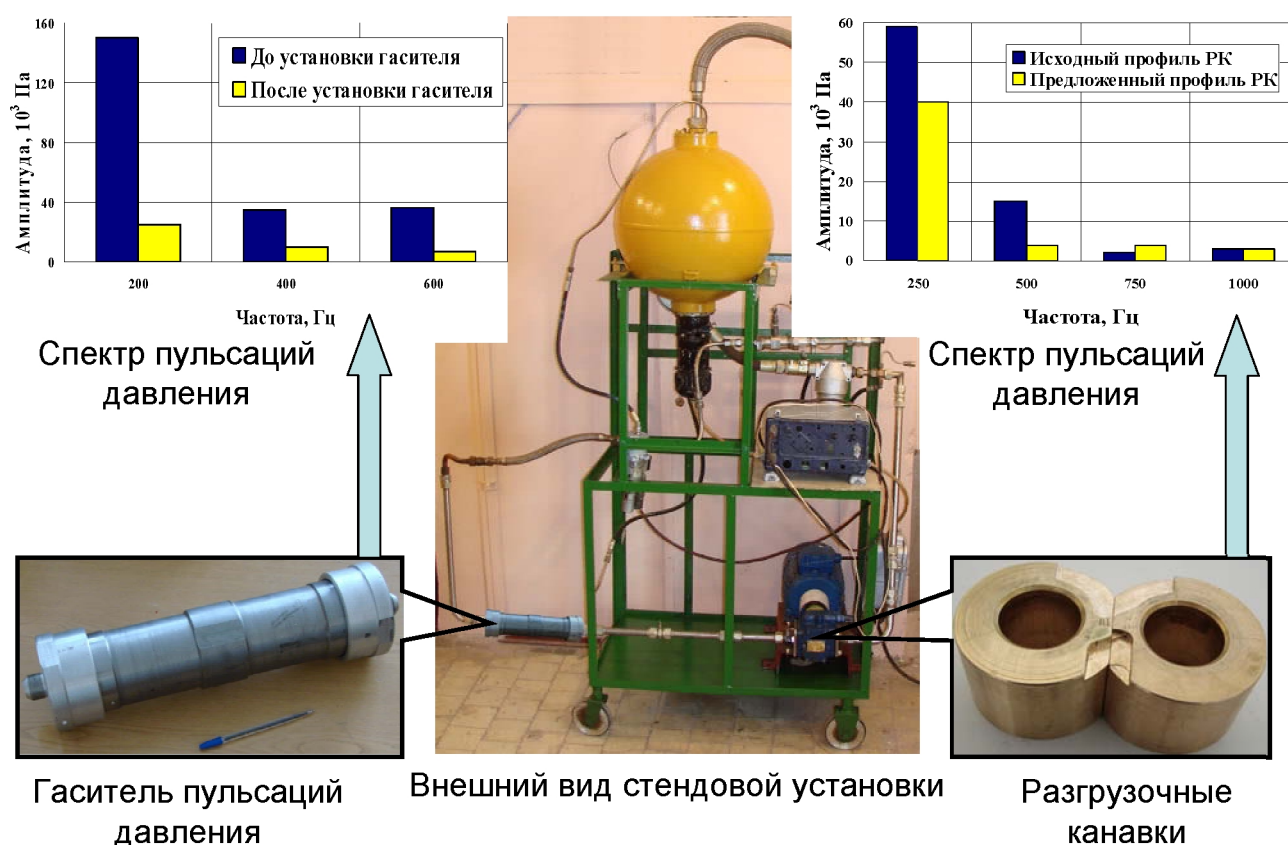 160
120
80
40
0
Амплитуда, 10³ Па
До установки гасителя
После установки гасителя
200 400 600
Частота, Гц
Спектр пульсаций
давления
60
50
40
30
20
10
0
Амплитуда, 10³ Па
Исходный профиль РК
Предложенный профиль РК
250 500 750 1000
Частота, Гц
Спектр пульсаций
давления
Гаситель пульсаций
давления
Внешний вид стендовой установки
Разгрузочные
канавки